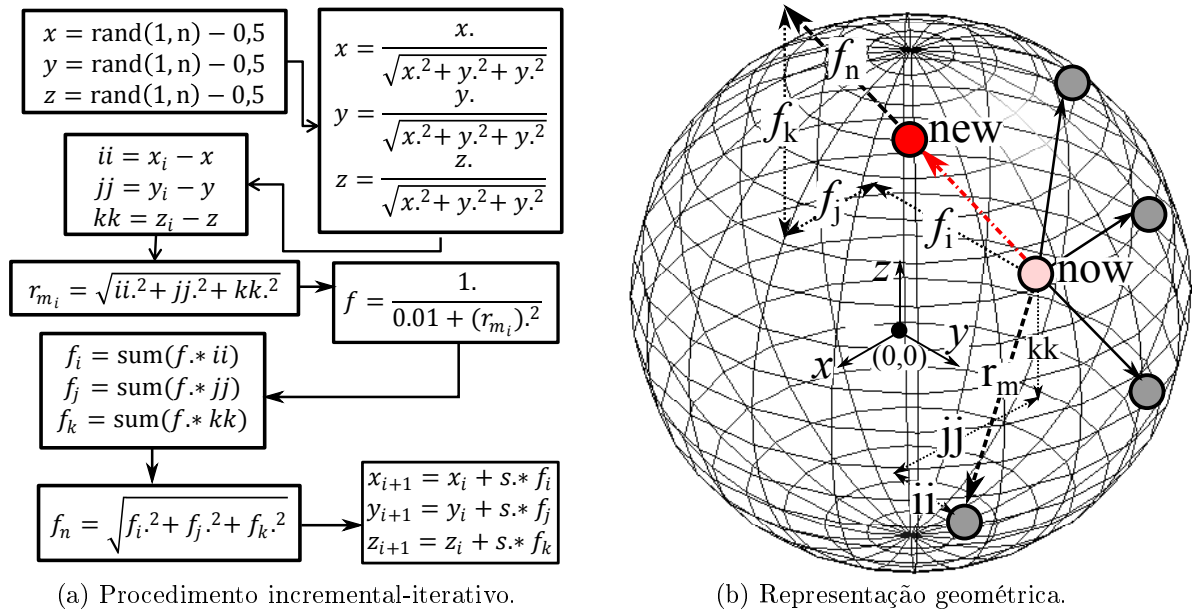 x = rand(1, n) − 0,5
y = rand(1, n) − 0,5
z = rand(1, n) − 0,5
x = x. / √(x.² + y.² + y.²)
y = y. / √(x.² + y.² + y.²)
z = z. / √(x.² + y.² + y.²)
ii = xᵢ − x
jj = yᵢ − y
kk = zᵢ − z
r_{m_i} = √(ii.² + jj.² + kk.²)
f = 1. / (0.01 + (r_{m_i}).²)
fᵢ = sum(f.* ii)
fⱼ = sum(f.* jj)
fₖ = sum(f.* kk)
fₙ = √(fᵢ.² + fⱼ.² + fₖ.²)
xᵢ₊₁ = xᵢ + s.* fᵢ
yᵢ₊₁ = yᵢ + s.* fⱼ
zᵢ₊₁ = zᵢ + s.* fₖ
(a) Procedimento incremental-iterativo.
fₙ
fₖ
new
fⱼ
fᵢ
now
z
x
(0,0)
y
kk
rₘ
jj
ii
(b) Representação geométrica.